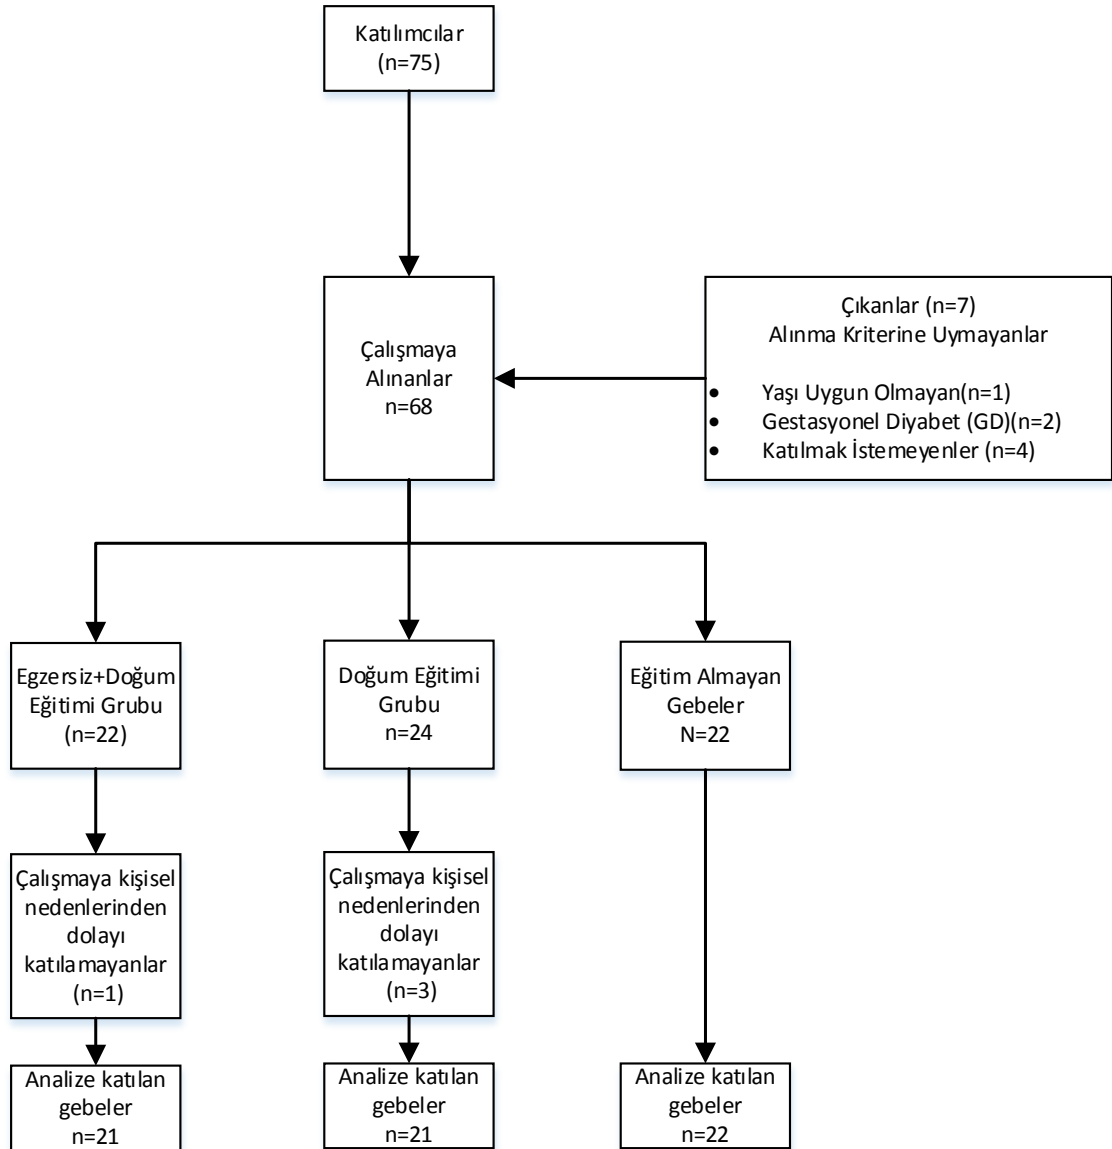 Katılımcılar
(n=75)
Çalışmaya
Alınanlar
n=68
Çıkanlar (n=7)
Alınma Kriterine Uymayanlar
• Yaşı Uygun Olmayan(n=1)
• Gestasyonel Diyabet (GD)(n=2)
• Katılmak İstemeyenler (n=4)
Egzersiz+Doğum
Eğitimi Grubu
(n=22)
Doğum Eğitimi
Grubu
n=24
Eğitim Almayan
Gebeler
N=22
Çalışmaya kişisel
nedenlerinden
dolayı
katılamayanlar
(n=1)
Çalışmaya kişisel
nedenlerinden
dolayı
katılamayanlar
(n=3)
Analize katılan
gebeler
n=21
Analize katılan
gebeler
n=21
Analize katılan
gebeler
n=22